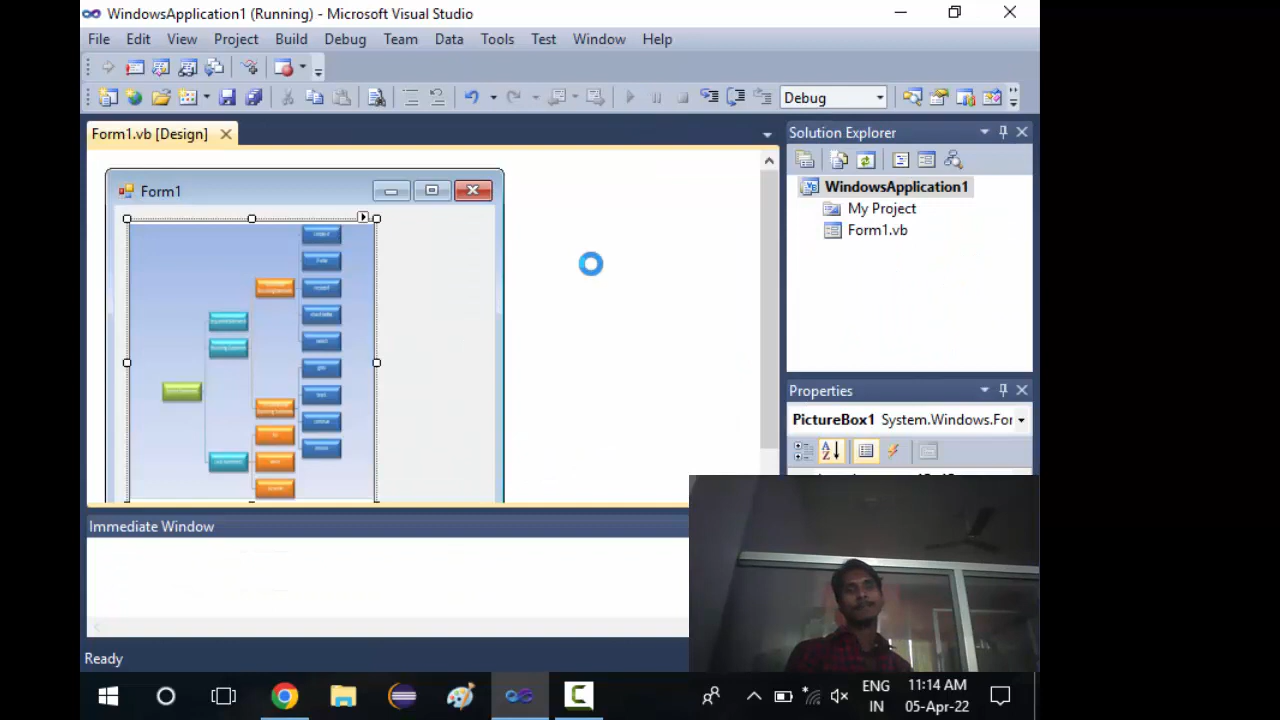 WindowsApplication1 (Running) - Microsoft Visual Studio
File Edit View Project Build Debug Team Data Tools Test Window Help
Debug
Form1.vb [Design]
Form1
Solution Explorer
WindowsApplication1
My Project
Form1.vb
Properties
PictureBox1 System.Windows.For
Immediate Window
Ready
ENG
IN
11:14 AM
05-Apr-22